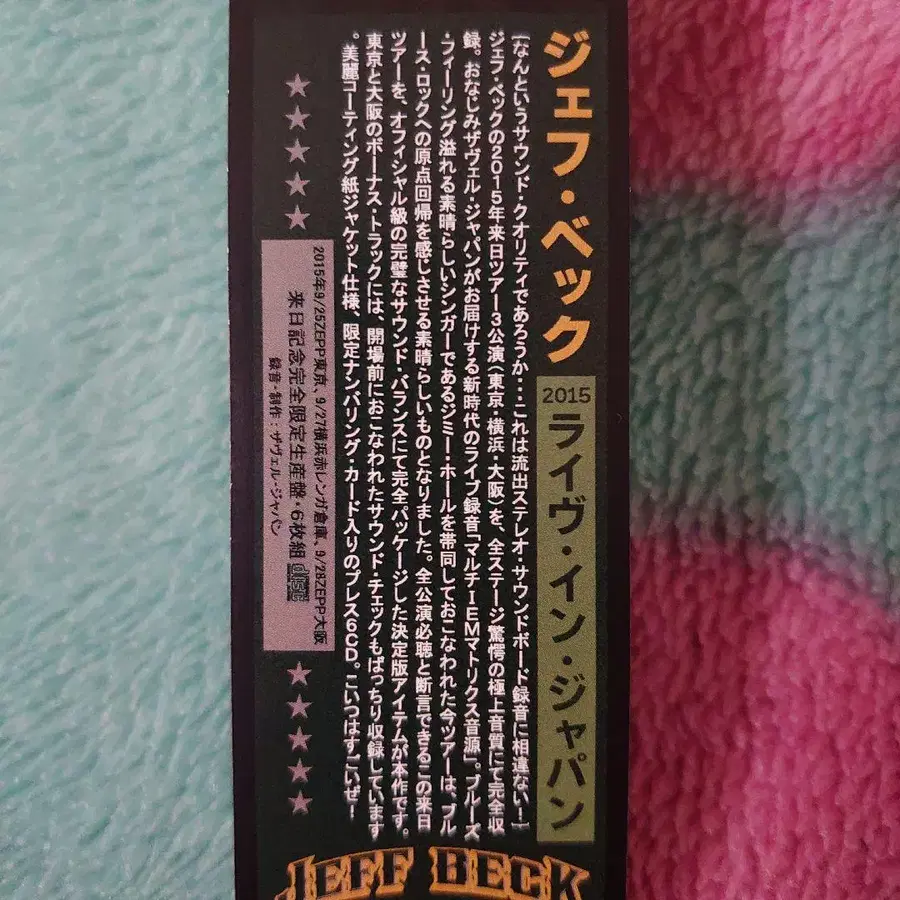 ジェフ・ベック
2015
ライヴ・イン・ジャパン
[なんというサウンド・クオリティであろうか・・・これは流出ステレオ・サウンドボード録音に相違ない！]
ジェフ・ベックの2015年来日ツアー3公演（東京・横浜・大阪）を、全ステージ驚愕の極上音質にて完全収
録。おなじみザヴェル・ジャパンがお届けする新時代のライブ録音「マルチIEMマトリクス音源」。ブルーズ
・フィーリング溢れる素晴らしいシンガーであるジミー・ホールを帯同しておこなわれた今ツアーは、ブル
ース・ロックへの原点回帰を感じさせる素晴らしいものとなりました。全公演必聴と断言できるこの来日
ツアーを、オフィシャル級の完璧なサウンド・バランスにて完全パッケージした決定版アイテムが本作です。
東京と大阪のボーナス・トラックには、開場前におこなわれたサウンド・チェックもばっちり収録しています
。美麗コーティング紙ジャケット仕様、限定ナンバリング・カード入りのプレス6CD。こいつはすごいぜ！
2015年9/25ZEPP東京、9/27横浜赤レンガ倉庫、9/28ZEPP大阪
来日記念完全限定生産盤・6枚組 disc
録音・制作：ザヴェル・ジャパン
JEFF BECK